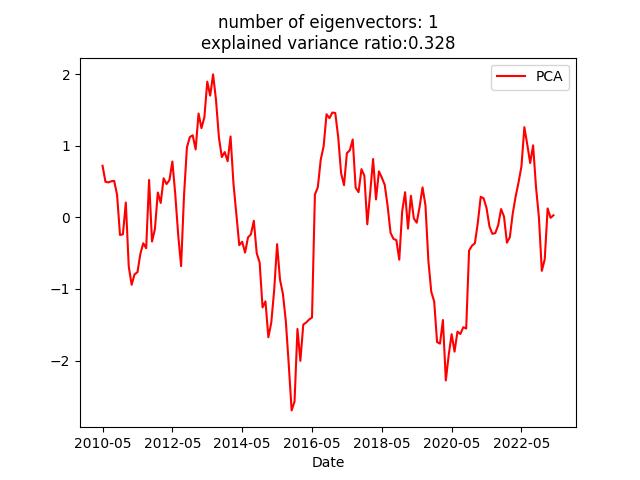 number of eigenvectors: 1
explained variance ratio:0.328
PCA
2
1
0
−1
−2
2010-05 2012-05 2014-05 2016-05 2018-05 2020-05 2022-05
Date